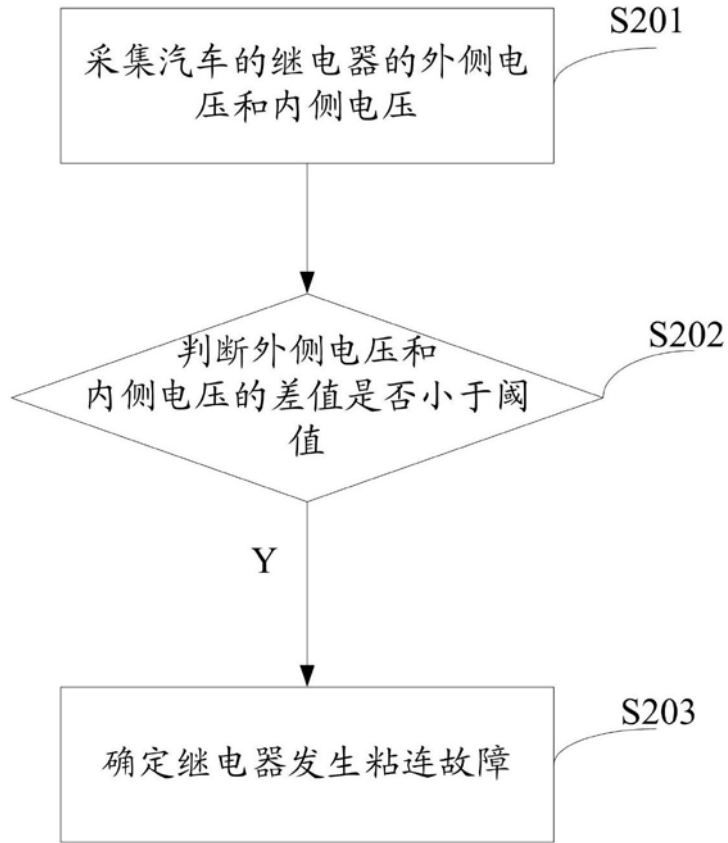 S201
采集汽车的继电器的外侧电
压和内侧电压
S202
判断外侧电压和
内侧电压的差值是否小于阈
值
Y
S203
确定继电器发生粘连故障